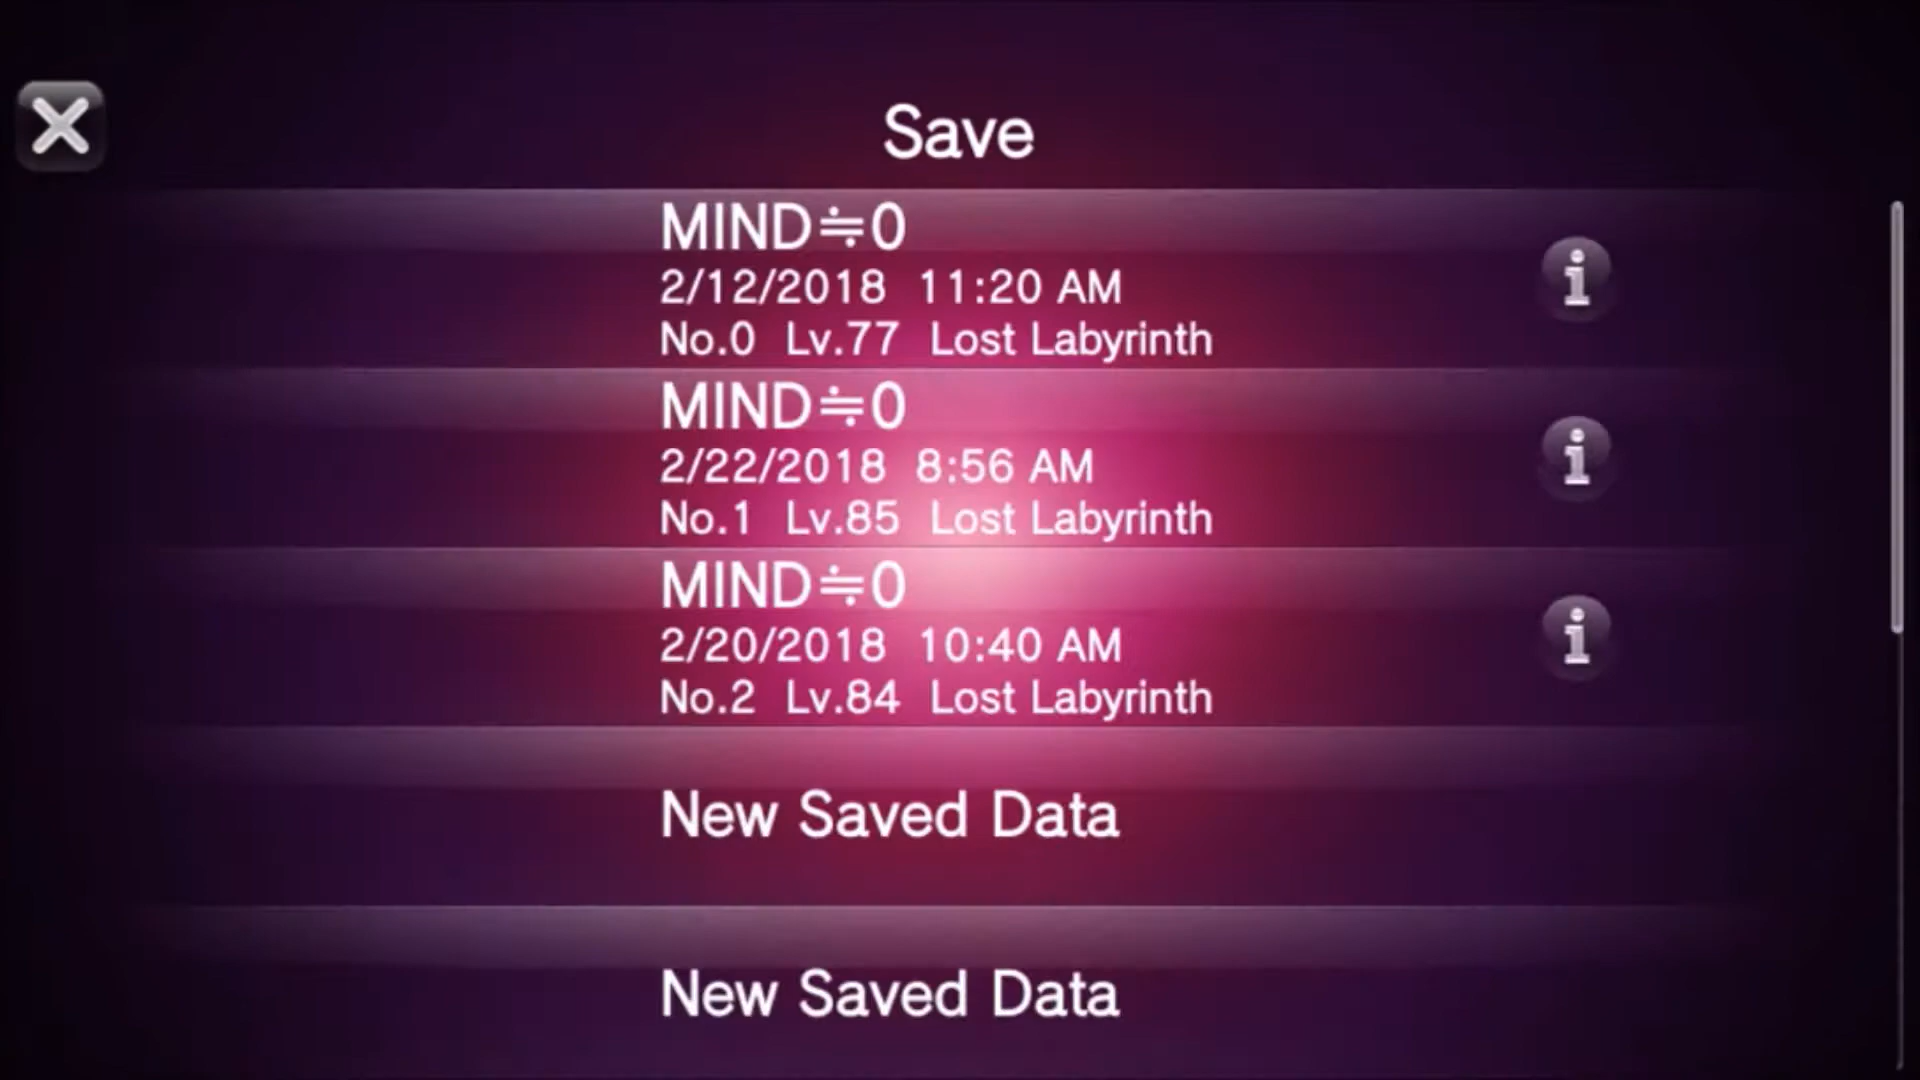 Save
MIND≒0
2/12/2018 11:20 AM
No.0 Lv.77 Lost Labyrinth
MIND≒0
2/22/2018 8:56 AM
No.1 Lv.85 Lost Labyrinth
MIND≒0
2/20/2018 10:40 AM
No.2 Lv.84 Lost Labyrinth
New Saved Data
New Saved Data